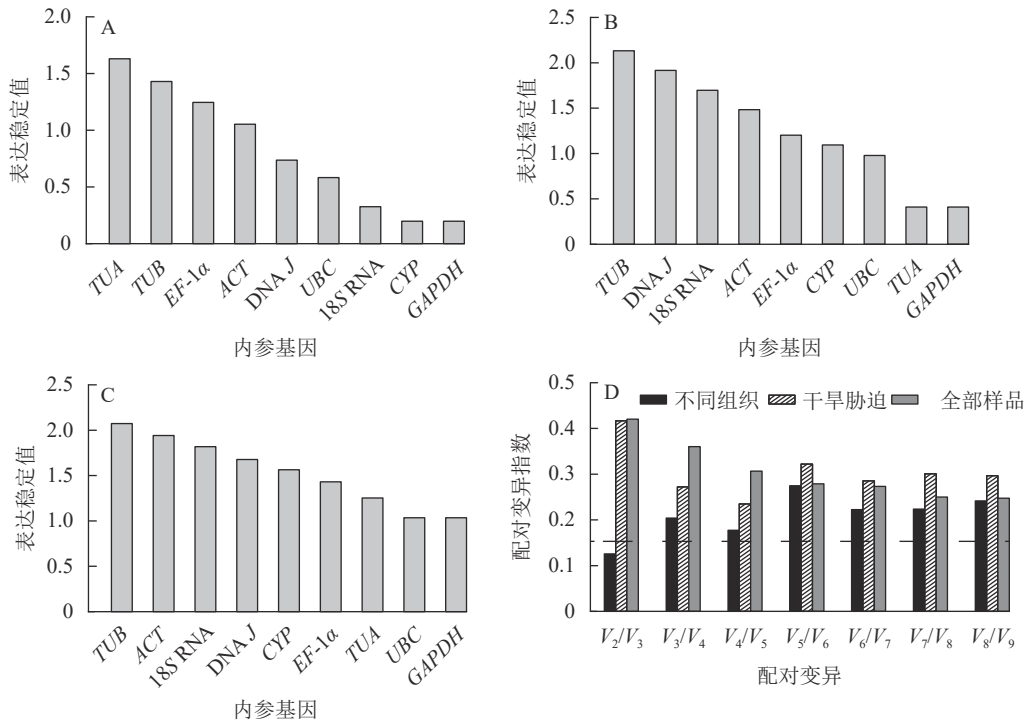 A
表达稳定值
2.0
1.5
1.0
0.5
0
TUA TUB EF-1α ACT DNA J UBC 18S RNA CYP GAPDH
内参基因
B
表达稳定值
2.5
2.0
1.5
1.0
0.5
0
TUB DNA J 18S RNA ACT EF-1α CYP UBC TUA GAPDH
内参基因
C
表达稳定值
2.5
2.0
1.5
1.0
0.5
0
TUB ACT 18S RNA DNA J CYP EF-1α TUA UBC GAPDH
内参基因
D
不同组织 干旱胁迫 全部样品
配对变异指数
0.5
0.4
0.3
0.2
0.1
0
V2/V3 V3/V4 V4/V5 V5/V6 V6/V7 V7/V8 V8/V9
配对变异